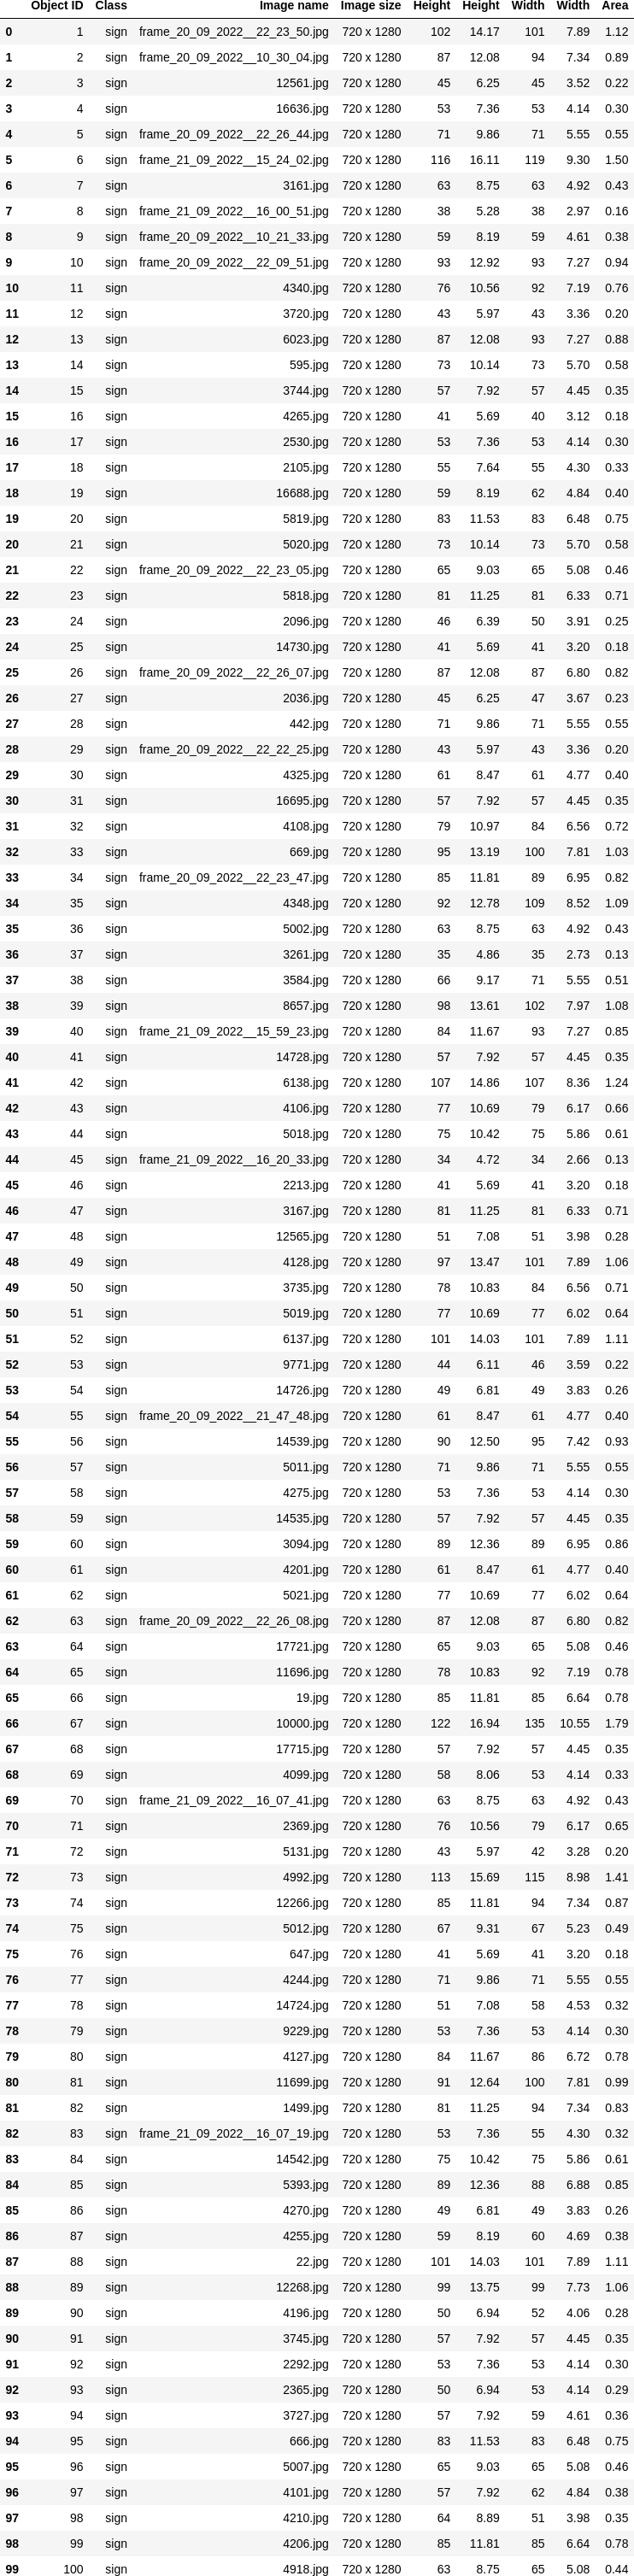 Object ID Class Image name Image size Height Height Width Width Area
0 1 sign frame_20_09_2022__22_23_50.jpg 720 x 1280 102 14.17 101 7.89 1.12
1 2 sign frame_20_09_2022__10_30_04.jpg 720 x 1280 87 12.08 94 7.34 0.89
2 3 sign 12561.jpg 720 x 1280 45 6.25 45 3.52 0.22
3 4 sign 16636.jpg 720 x 1280 53 7.36 53 4.14 0.30
4 5 sign frame_20_09_2022__22_26_44.jpg 720 x 1280 71 9.86 71 5.55 0.55
5 6 sign frame_21_09_2022__15_24_02.jpg 720 x 1280 116 16.11 119 9.30 1.50
6 7 sign 3161.jpg 720 x 1280 63 8.75 63 4.92 0.43
7 8 sign frame_21_09_2022__16_00_51.jpg 720 x 1280 38 5.28 38 2.97 0.16
8 9 sign frame_20_09_2022__10_21_33.jpg 720 x 1280 59 8.19 59 4.61 0.38
9 10 sign frame_20_09_2022__22_09_51.jpg 720 x 1280 93 12.92 93 7.27 0.94
10 11 sign 4340.jpg 720 x 1280 76 10.56 92 7.19 0.76
11 12 sign 3720.jpg 720 x 1280 43 5.97 43 3.36 0.20
12 13 sign 6023.jpg 720 x 1280 87 12.08 93 7.27 0.88
13 14 sign 595.jpg 720 x 1280 73 10.14 73 5.70 0.58
14 15 sign 3744.jpg 720 x 1280 57 7.92 57 4.45 0.35
15 16 sign 4265.jpg 720 x 1280 41 5.69 40 3.12 0.18
16 17 sign 2530.jpg 720 x 1280 53 7.36 53 4.14 0.30
17 18 sign 2105.jpg 720 x 1280 55 7.64 55 4.30 0.33
18 19 sign 16688.jpg 720 x 1280 59 8.19 62 4.84 0.40
19 20 sign 5819.jpg 720 x 1280 83 11.53 83 6.48 0.75
20 21 sign 5020.jpg 720 x 1280 73 10.14 73 5.70 0.58
21 22 sign frame_20_09_2022__22_23_05.jpg 720 x 1280 65 9.03 65 5.08 0.46
22 23 sign 5818.jpg 720 x 1280 81 11.25 81 6.33 0.71
23 24 sign 2096.jpg 720 x 1280 46 6.39 50 3.91 0.25
24 25 sign 14730.jpg 720 x 1280 41 5.69 41 3.20 0.18
25 26 sign frame_20_09_2022__22_26_07.jpg 720 x 1280 87 12.08 87 6.80 0.82
26 27 sign 2036.jpg 720 x 1280 45 6.25 47 3.67 0.23
27 28 sign 442.jpg 720 x 1280 71 9.86 71 5.55 0.55
28 29 sign frame_20_09_2022__22_22_25.jpg 720 x 1280 43 5.97 43 3.36 0.20
29 30 sign 4325.jpg 720 x 1280 61 8.47 61 4.77 0.40
30 31 sign 16695.jpg 720 x 1280 57 7.92 57 4.45 0.35
31 32 sign 4108.jpg 720 x 1280 79 10.97 84 6.56 0.72
32 33 sign 669.jpg 720 x 1280 95 13.19 100 7.81 1.03
33 34 sign frame_20_09_2022__22_23_47.jpg 720 x 1280 85 11.81 89 6.95 0.82
34 35 sign 4348.jpg 720 x 1280 92 12.78 109 8.52 1.09
35 36 sign 5002.jpg 720 x 1280 63 8.75 63 4.92 0.43
36 37 sign 3261.jpg 720 x 1280 35 4.86 35 2.73 0.13
37 38 sign 3584.jpg 720 x 1280 66 9.17 71 5.55 0.51
38 39 sign 8657.jpg 720 x 1280 98 13.61 102 7.97 1.08
39 40 sign frame_21_09_2022__15_59_23.jpg 720 x 1280 84 11.67 93 7.27 0.85
40 41 sign 14728.jpg 720 x 1280 57 7.92 57 4.45 0.35
41 42 sign 6138.jpg 720 x 1280 107 14.86 107 8.36 1.24
42 43 sign 4106.jpg 720 x 1280 77 10.69 79 6.17 0.66
43 44 sign 5018.jpg 720 x 1280 75 10.42 75 5.86 0.61
44 45 sign frame_21_09_2022__16_20_33.jpg 720 x 1280 34 4.72 34 2.66 0.13
45 46 sign 2213.jpg 720 x 1280 41 5.69 41 3.20 0.18
46 47 sign 3167.jpg 720 x 1280 81 11.25 81 6.33 0.71
47 48 sign 12565.jpg 720 x 1280 51 7.08 51 3.98 0.28
48 49 sign 4128.jpg 720 x 1280 97 13.47 101 7.89 1.06
49 50 sign 3735.jpg 720 x 1280 78 10.83 84 6.56 0.71
50 51 sign 5019.jpg 720 x 1280 77 10.69 77 6.02 0.64
51 52 sign 6137.jpg 720 x 1280 101 14.03 101 7.89 1.11
52 53 sign 9771.jpg 720 x 1280 44 6.11 46 3.59 0.22
53 54 sign 14726.jpg 720 x 1280 49 6.81 49 3.83 0.26
54 55 sign frame_20_09_2022__21_47_48.jpg 720 x 1280 61 8.47 61 4.77 0.40
55 56 sign 14539.jpg 720 x 1280 90 12.50 95 7.42 0.93
56 57 sign 5011.jpg 720 x 1280 71 9.86 71 5.55 0.55
57 58 sign 4275.jpg 720 x 1280 53 7.36 53 4.14 0.30
58 59 sign 14535.jpg 720 x 1280 57 7.92 57 4.45 0.35
59 60 sign 3094.jpg 720 x 1280 89 12.36 89 6.95 0.86
60 61 sign 4201.jpg 720 x 1280 61 8.47 61 4.77 0.40
61 62 sign 5021.jpg 720 x 1280 77 10.69 77 6.02 0.64
62 63 sign frame_20_09_2022__22_26_08.jpg 720 x 1280 87 12.08 87 6.80 0.82
63 64 sign 17721.jpg 720 x 1280 65 9.03 65 5.08 0.46
64 65 sign 11696.jpg 720 x 1280 78 10.83 92 7.19 0.78
65 66 sign 19.jpg 720 x 1280 85 11.81 85 6.64 0.78
66 67 sign 10000.jpg 720 x 1280 122 16.94 135 10.55 1.79
67 68 sign 17715.jpg 720 x 1280 57 7.92 57 4.45 0.35
68 69 sign 4099.jpg 720 x 1280 58 8.06 53 4.14 0.33
69 70 sign frame_21_09_2022__16_07_41.jpg 720 x 1280 63 8.75 63 4.92 0.43
70 71 sign 2369.jpg 720 x 1280 76 10.56 79 6.17 0.65
71 72 sign 5131.jpg 720 x 1280 43 5.97 42 3.28 0.20
72 73 sign 4992.jpg 720 x 1280 113 15.69 115 8.98 1.41
73 74 sign 12266.jpg 720 x 1280 85 11.81 94 7.34 0.87
74 75 sign 5012.jpg 720 x 1280 67 9.31 67 5.23 0.49
75 76 sign 647.jpg 720 x 1280 41 5.69 41 3.20 0.18
76 77 sign 4244.jpg 720 x 1280 71 9.86 71 5.55 0.55
77 78 sign 14724.jpg 720 x 1280 51 7.08 58 4.53 0.32
78 79 sign 9229.jpg 720 x 1280 53 7.36 53 4.14 0.30
79 80 sign 4127.jpg 720 x 1280 84 11.67 86 6.72 0.78
80 81 sign 11699.jpg 720 x 1280 91 12.64 100 7.81 0.99
81 82 sign 1499.jpg 720 x 1280 81 11.25 94 7.34 0.83
82 83 sign frame_21_09_2022__16_07_19.jpg 720 x 1280 53 7.36 55 4.30 0.32
83 84 sign 14542.jpg 720 x 1280 75 10.42 75 5.86 0.61
84 85 sign 5393.jpg 720 x 1280 89 12.36 88 6.88 0.85
85 86 sign 4270.jpg 720 x 1280 49 6.81 49 3.83 0.26
86 87 sign 4255.jpg 720 x 1280 59 8.19 60 4.69 0.38
87 88 sign 22.jpg 720 x 1280 101 14.03 101 7.89 1.11
88 89 sign 12268.jpg 720 x 1280 99 13.75 99 7.73 1.06
89 90 sign 4196.jpg 720 x 1280 50 6.94 52 4.06 0.28
90 91 sign 3745.jpg 720 x 1280 57 7.92 57 4.45 0.35
91 92 sign 2292.jpg 720 x 1280 53 7.36 53 4.14 0.30
92 93 sign 2365.jpg 720 x 1280 50 6.94 53 4.14 0.29
93 94 sign 3727.jpg 720 x 1280 57 7.92 59 4.61 0.36
94 95 sign 666.jpg 720 x 1280 83 11.53 83 6.48 0.75
95 96 sign 5007.jpg 720 x 1280 65 9.03 65 5.08 0.46
96 97 sign 4101.jpg 720 x 1280 57 7.92 62 4.84 0.38
97 98 sign 4210.jpg 720 x 1280 64 8.89 51 3.98 0.35
98 99 sign 4206.jpg 720 x 1280 85 11.81 85 6.64 0.78
99 100 sign 4918.jpg 720 x 1280 63 8.75 65 5.08 0.44